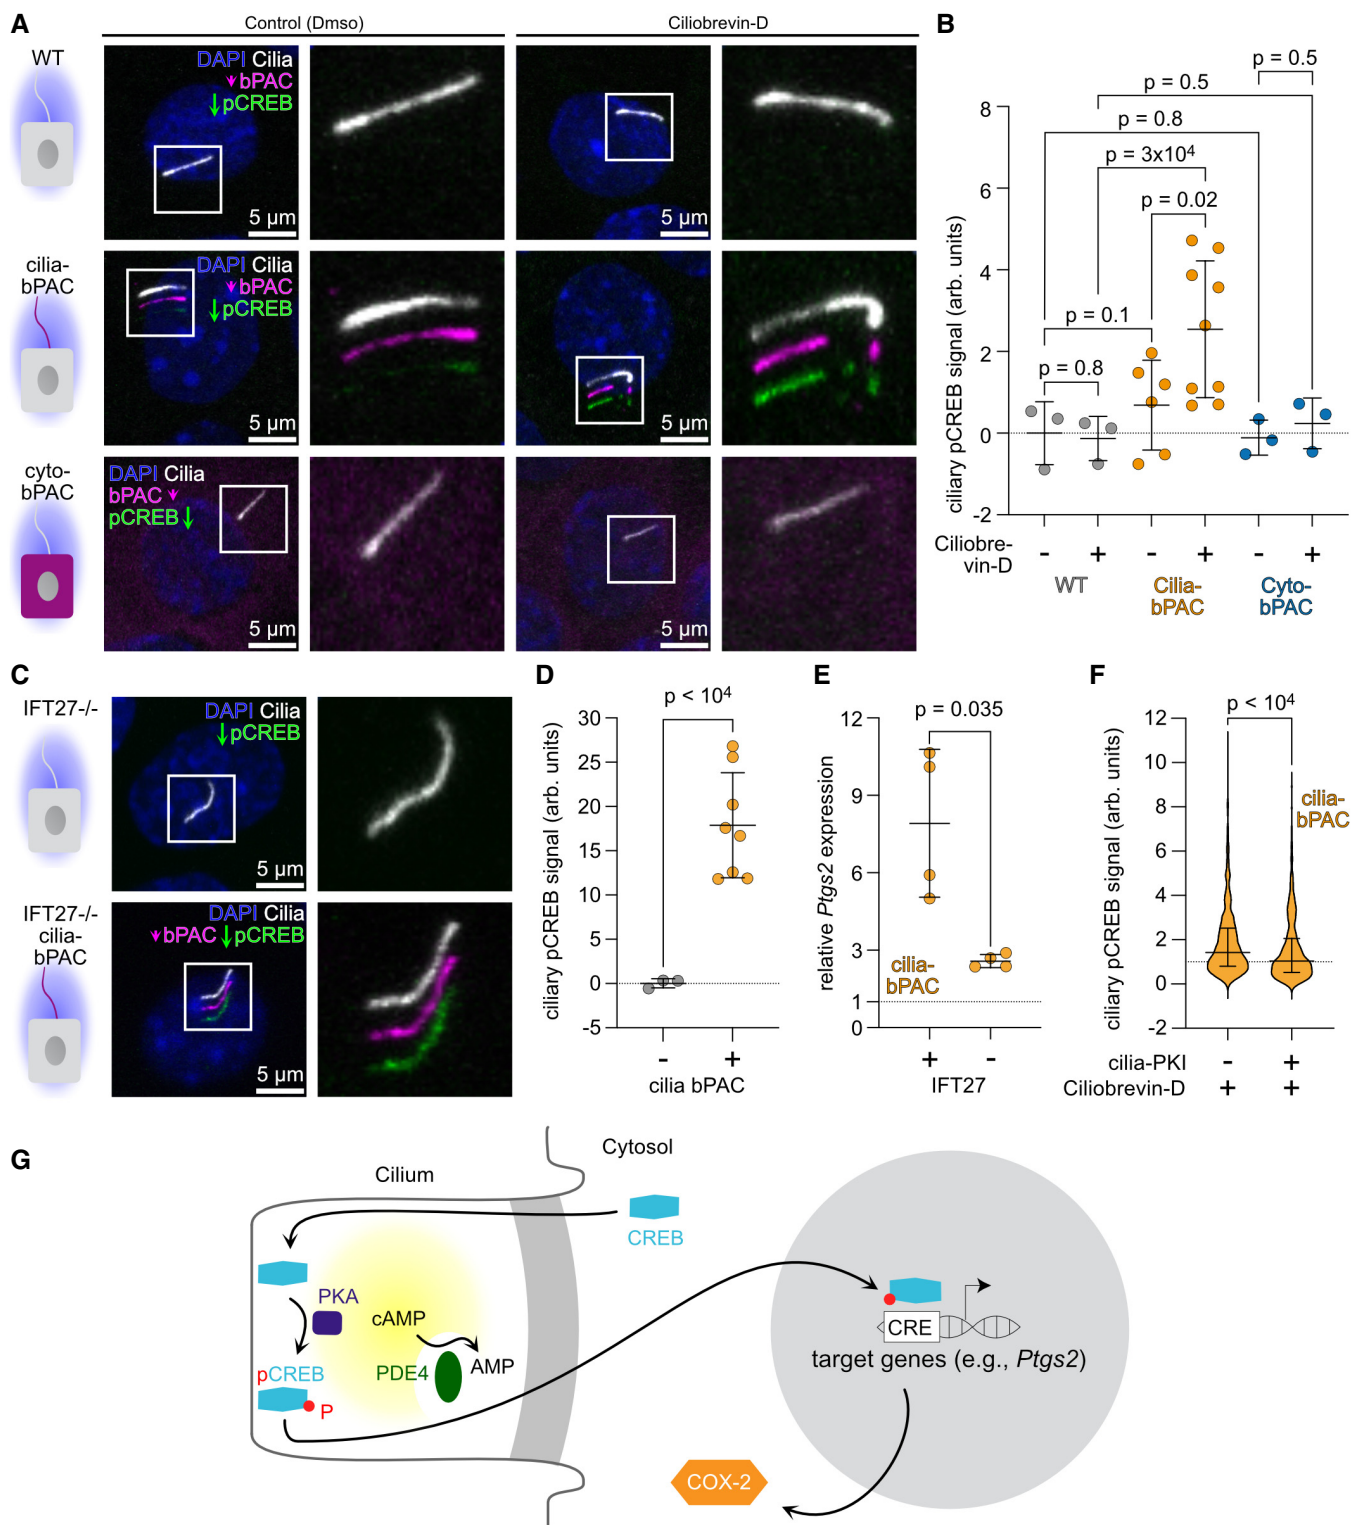 A
Control (Dmso)
Ciliobrevin-D
WT
DAPI Cilia
bPAC
pCREB
5 µm
5 µm
cilia-
bPAC
DAPI Cilia
bPAC
pCREB
5 µm
5 µm
cyto-
bPAC
DAPI Cilia
bPAC
pCREB
5 µm
5 µm
B
p = 0.5
p = 0.5
p = 0.8
p = 3x10⁴
p = 0.02
p = 0.1
p = 0.8
ciliary pCREB signal (arb. units)
8
6
4
2
0
-2
Ciliobre-
vin-D
- + - + - +
WT
Cilia-
bPAC
Cyto-
bPAC
C
IFT27-/-
DAPI Cilia
pCREB
5 µm
IFT27-/-
cilia-
bPAC
DAPI Cilia
bPAC pCREB
5 µm
D
p < 10⁴
ciliary pCREB signal (arb. units)
30
25
20
15
10
5
0
-5
- +
cilia bPAC
E
p = 0.035
relative Ptgs2 expression
12
9
6
3
1
0
cilia-
bPAC
+ -
IFT27
F
p < 10⁴
ciliary pCREB signal (arb. units)
12
10
8
6
4
2
0
-2
cilia-
bPAC
cilia-PKI - +
Ciliobrevin-D + +
G
Cilium
Cytosol
CREB
PKA
cAMP
pCREB
PDE4
AMP
P
CRE
target genes (e.g., Ptgs2)
COX-2